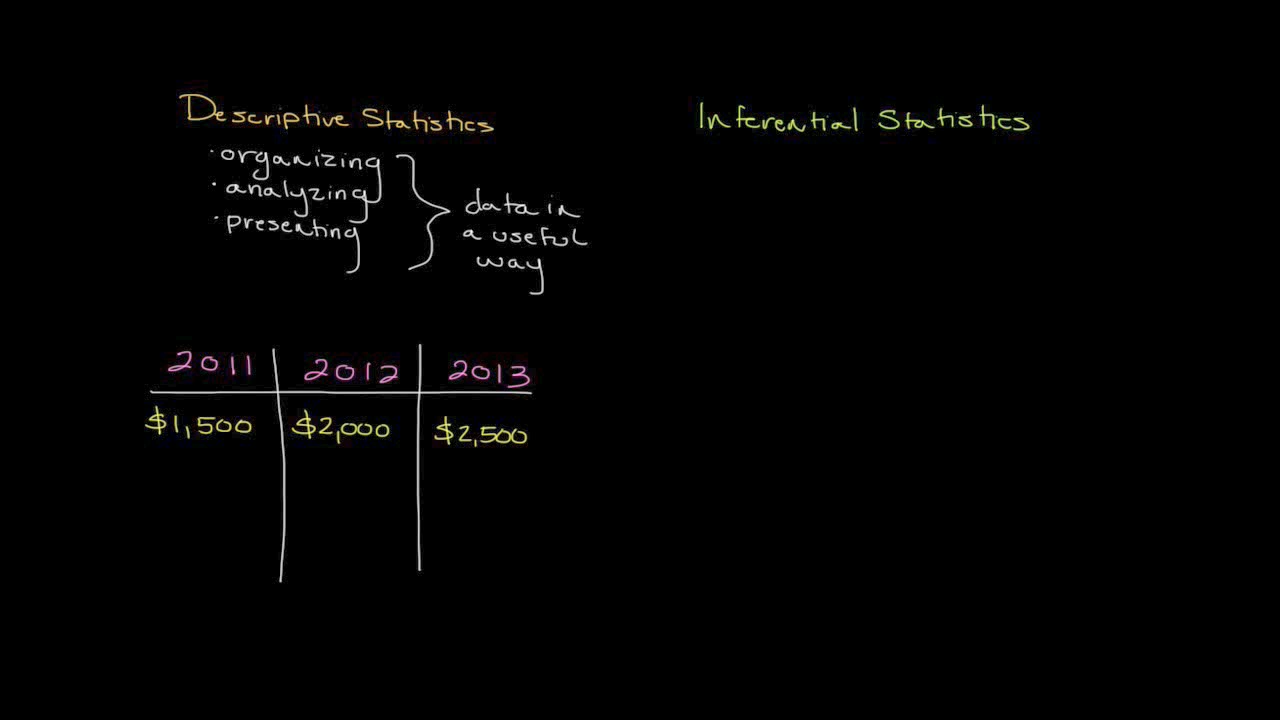 Descriptive Statistics
· organizing
· analyzing
· presenting
data in
a useful
way
Inferential Statistics
2011 2012 2013
$1,500 $2,000 $2,500